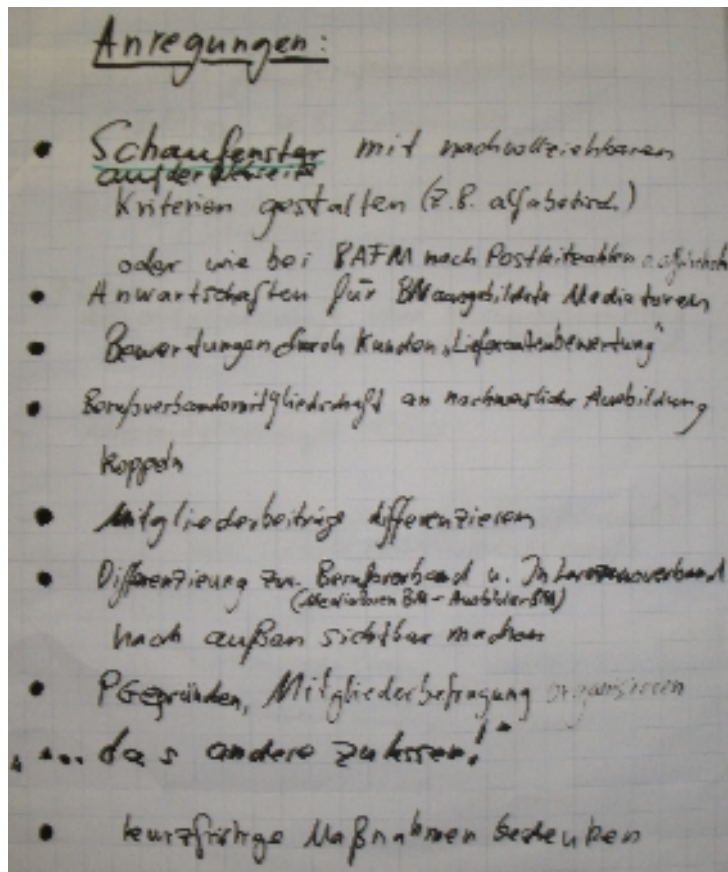 Anregungen:
• Schaufenster mit nachvollziehbaren
auf der
Kriterien gestalten (z.B. alfabetisch)
oder wie bei BAFM nach Postleitzahlen
• Anwartschaften für BM ausgebildete Mediatoren
• Bewertungen durch Kunden „Lieferantenbewertung"
• Berufsverbandsmitgliedschaft an nachweisliche Ausbildung
koppeln
• Mitgliederbeiträge differenzieren
• Differenzierung zw. Berufsverband u. Interessenverband
(Mediatoren BM - Ausbilder BM)
nach außen sichtbar machen
• PG gründen, Mitgliederbefragung organisieren
„... das andere zulassen!"
• kurzfristige Maßnahmen bedenken